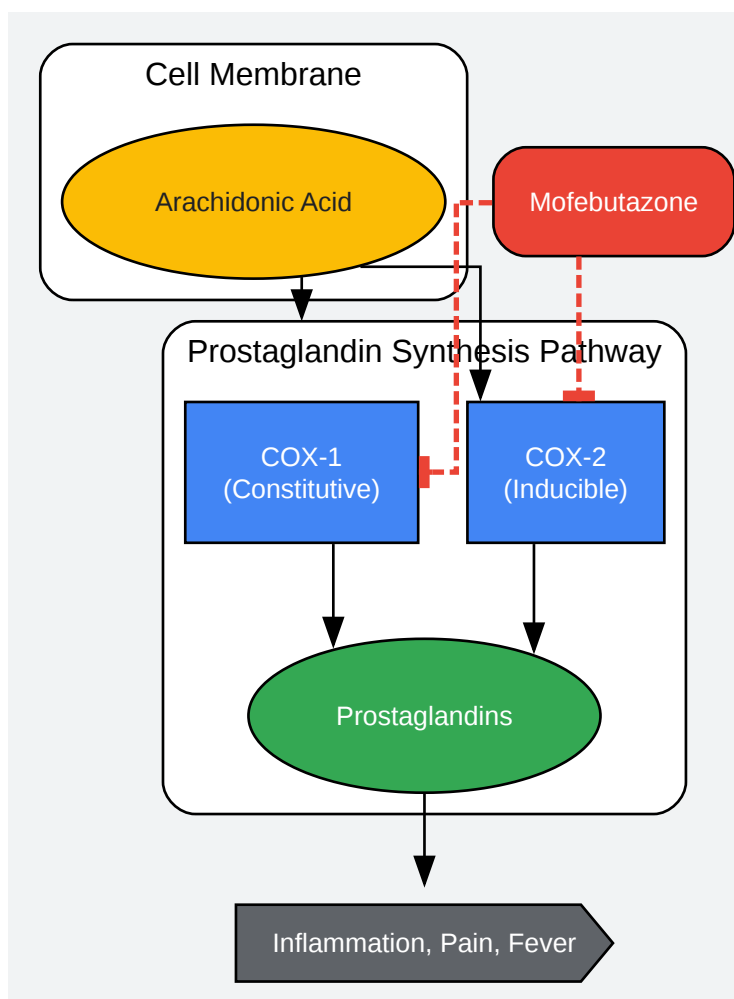 Cell Membrane
Arachidonic Acid
Mofebutazone
Prostaglandin Synthesis Pathway
COX-1
(Constitutive)
COX-2
(Inducible)
Prostaglandins
Inflammation, Pain, Fever